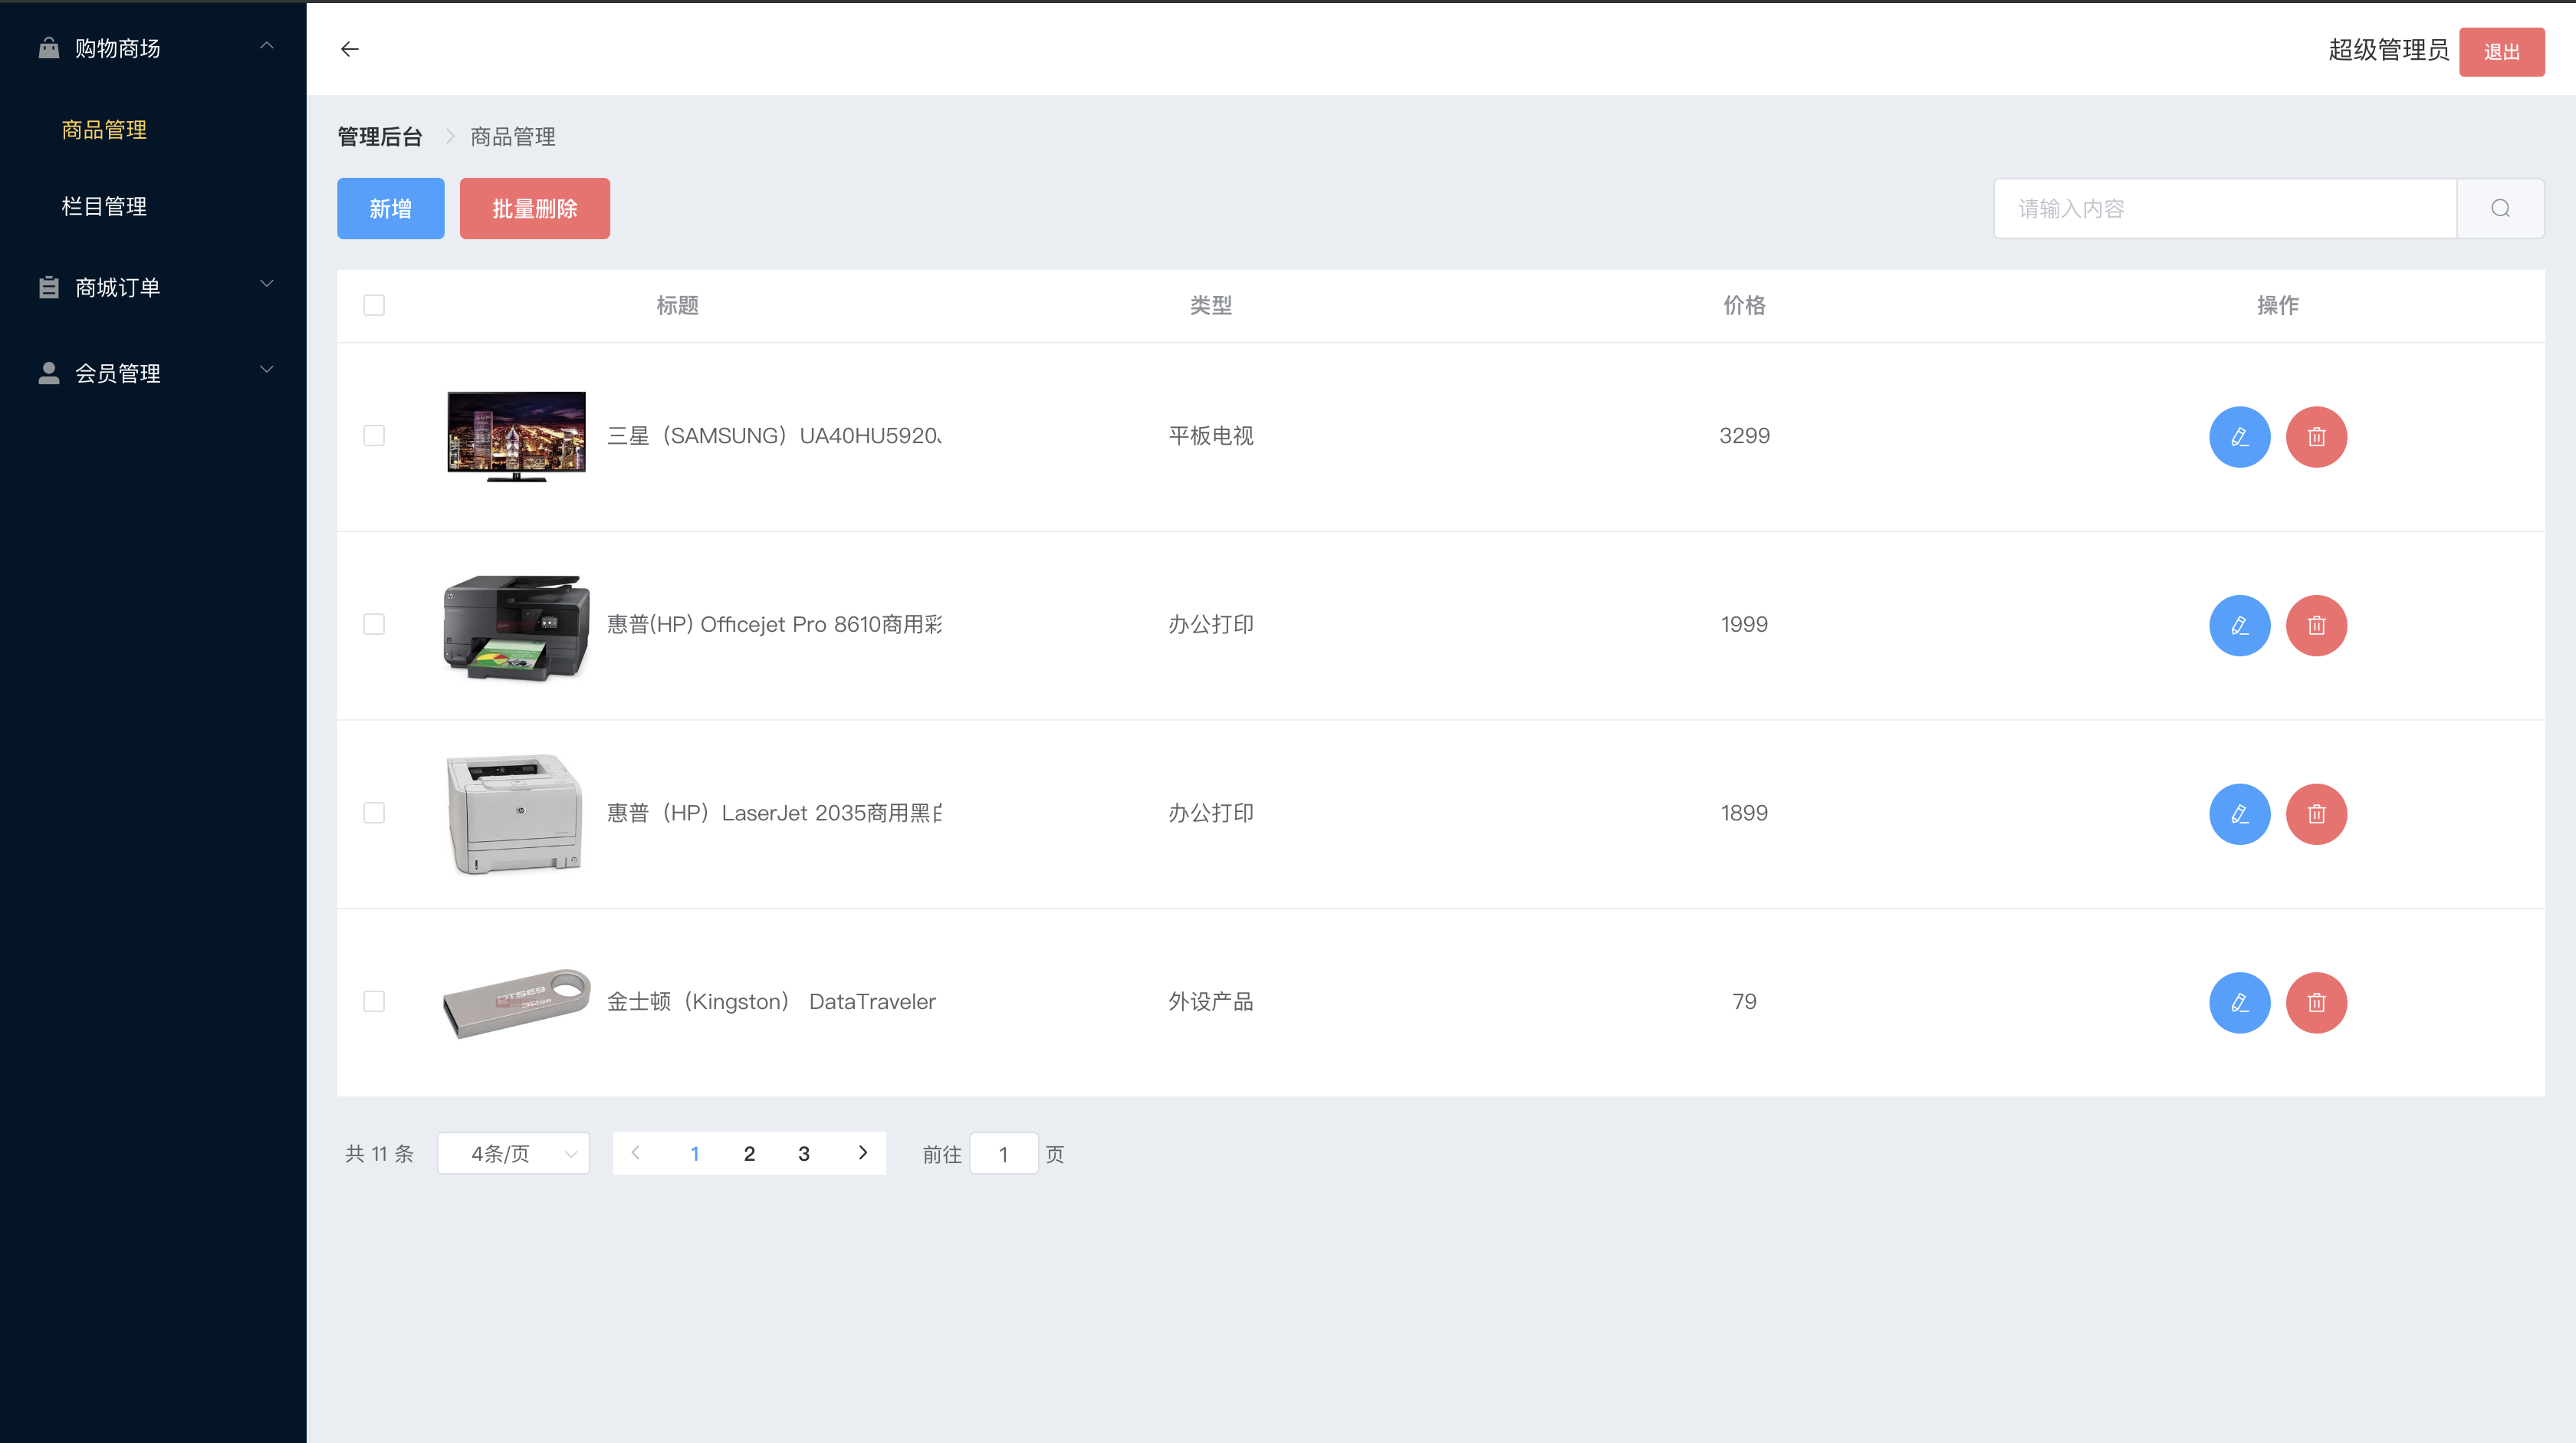 购物商场
商品管理
栏目管理
商城订单
会员管理
超级管理员
退出
管理后台
商品管理
新增
批量删除
请输入内容
标题 类型 价格 操作
三星（SAMSUNG）UA40HU5920 平板电视 3299
惠普(HP) Officejet Pro 8610商用彩 办公打印 1999
惠普（HP）LaserJet 2035商用黑白 办公打印 1899
DTSE9
金士顿（Kingston） DataTraveler 外设产品 79
共 11 条 4条/页 1 2 3 前往 1 页